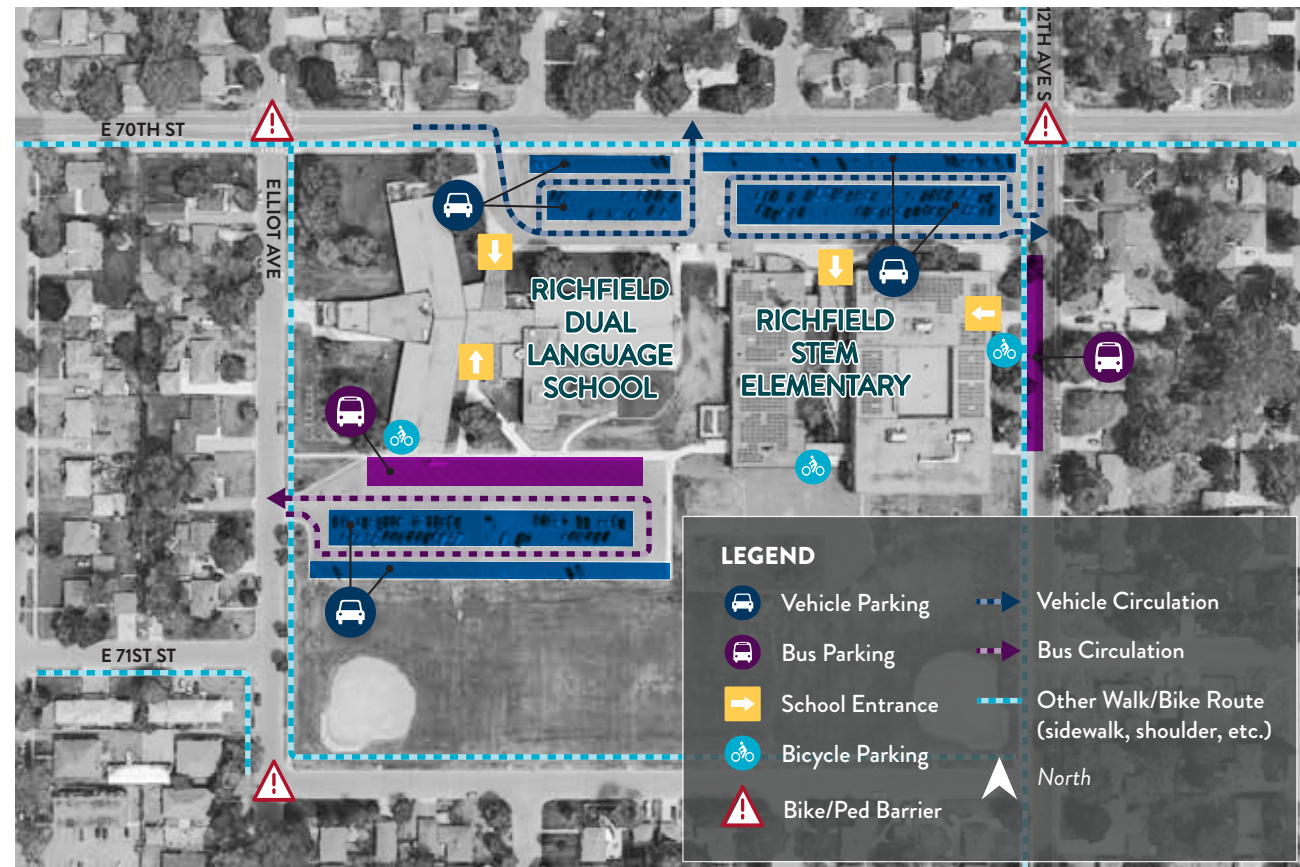 12TH AVE S
E 70TH ST
ELLIOT AVE
RICHFIELD
DUAL
LANGUAGE
SCHOOL
RICHFIELD
STEM
ELEMENTARY
E 71ST ST
LEGEND
Vehicle Parking
Bus Parking
School Entrance
Bicycle Parking
Bike/Ped Barrier
Vehicle Circulation
Bus Circulation
Other Walk/Bike Route
(sidewalk, shoulder, etc.)
North